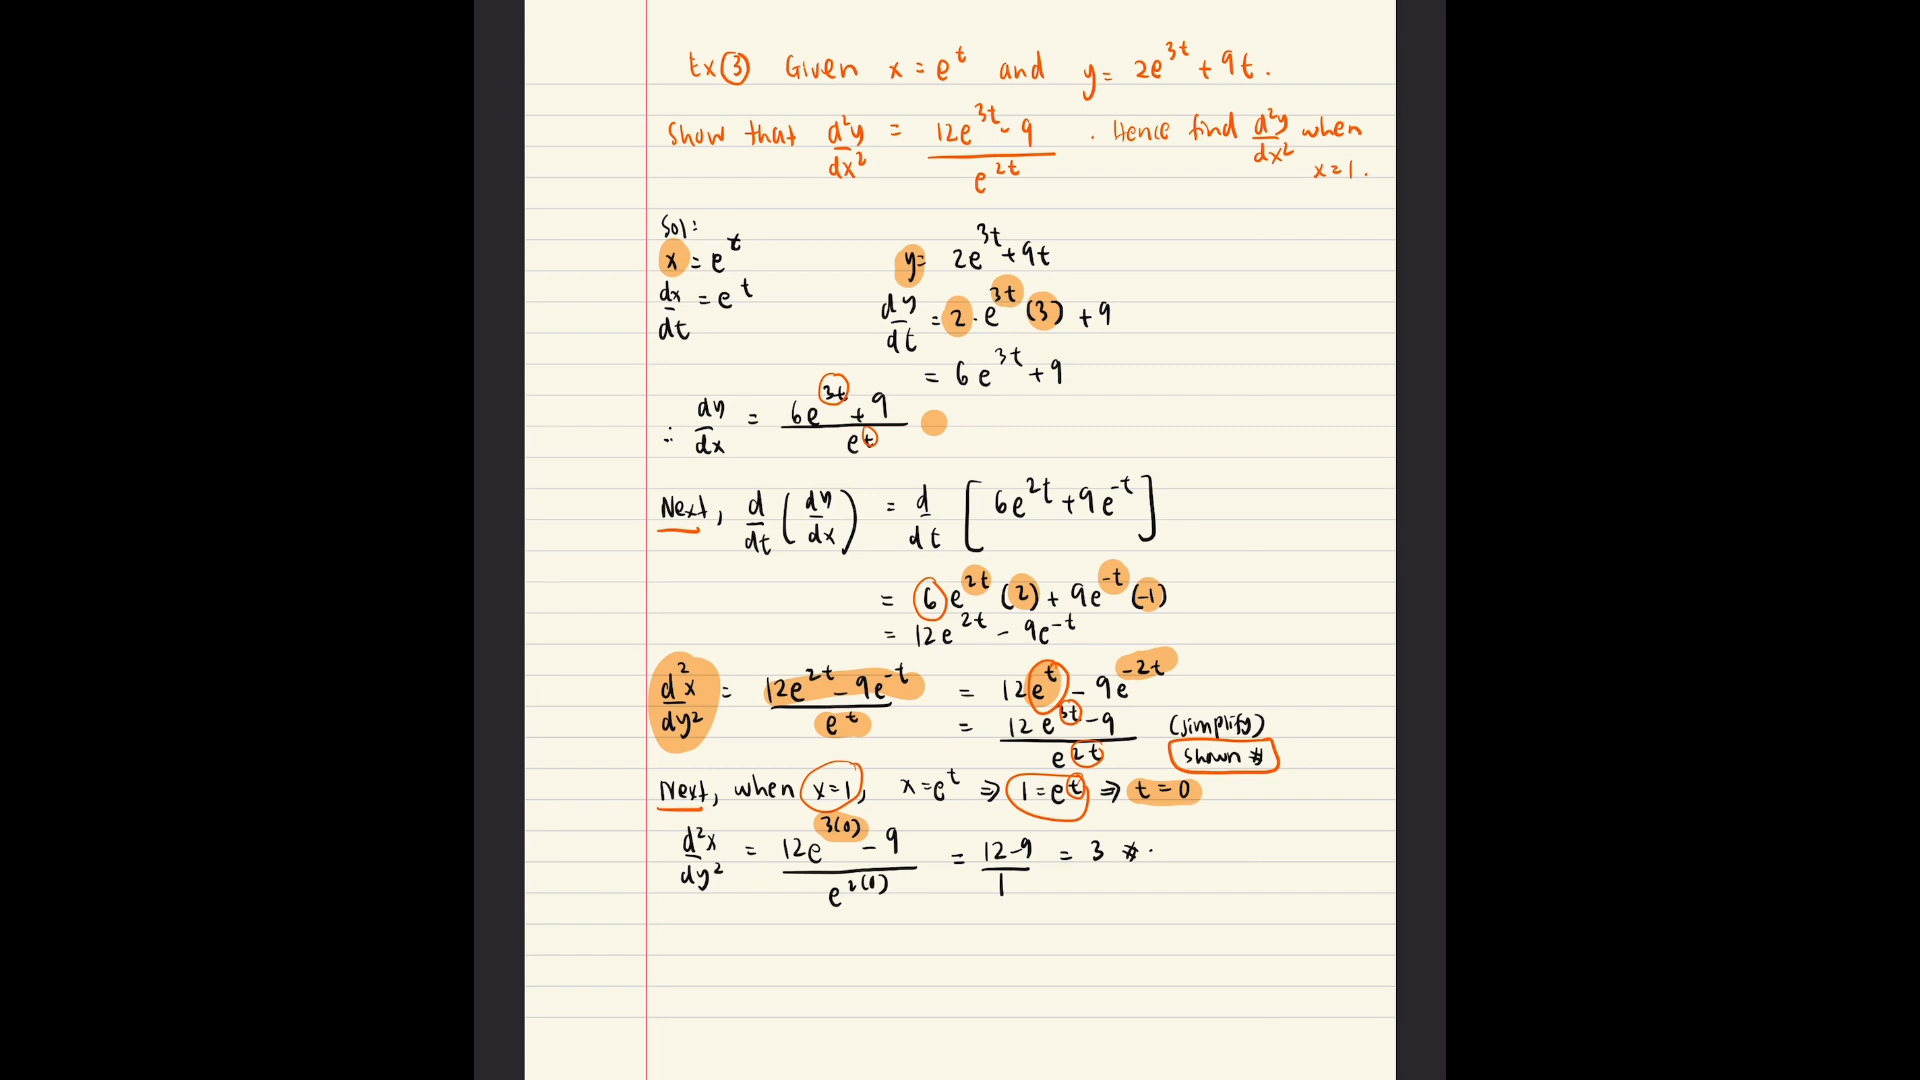 Ex ③ Given x = e^t and y = 2e^{3t} + 9t.
Show that d²y/dx² = (12e^{3t} - 9)/e^{2t} . Hence find d²y/dx² when x = 1.
Sol:
x = e^t
y = 2e^{3t} + 9t
dx/dt = e^t
dy/dt = 2 · e^{3t} (3) + 9
= 6e^{3t} + 9
∴ dy/dx = (6e^{3t} + 9)/e^t
Next, d/dt (dy/dx) = d/dt [6e^{2t} + 9e^{-t}]
= 6e^{2t} (2) + 9e^{-t} (-1)
= 12e^{2t} - 9e^{-t}
d²x/dy² = (12e^{2t} - 9e^{-t})/e^t = 12e^t - 9e^{-2t}
= (12e^{3t} - 9)/e^{2t} (simplify)
shown #
Next, when x=1, x=e^t ⇒ 1=e^t ⇒ t=0
d²x/dy² = (12e^{3(0)} - 9)/e^{2(0)} = (12-9)/1 = 3 # .